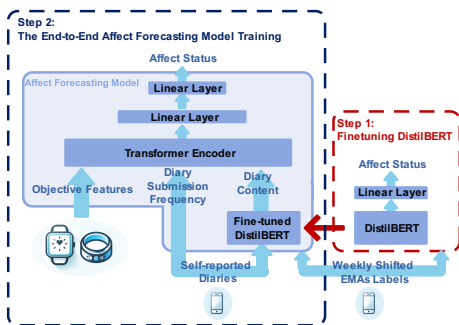 Step 2:
The End-to-End Affect Forecasting Model Training
Affect Status
Affect Forecasting Model
Linear Layer
Linear Layer
Transformer Encoder
Objective Features
Diary
Submission
Frequency
Diary
Content
Fine-tuned
DistilBERT
Self-reported
Diaries
Step 1:
Finetuning DistilBERT
Affect Status
Linear Layer
DistilBERT
Weekly Shifted
EMAs Labels